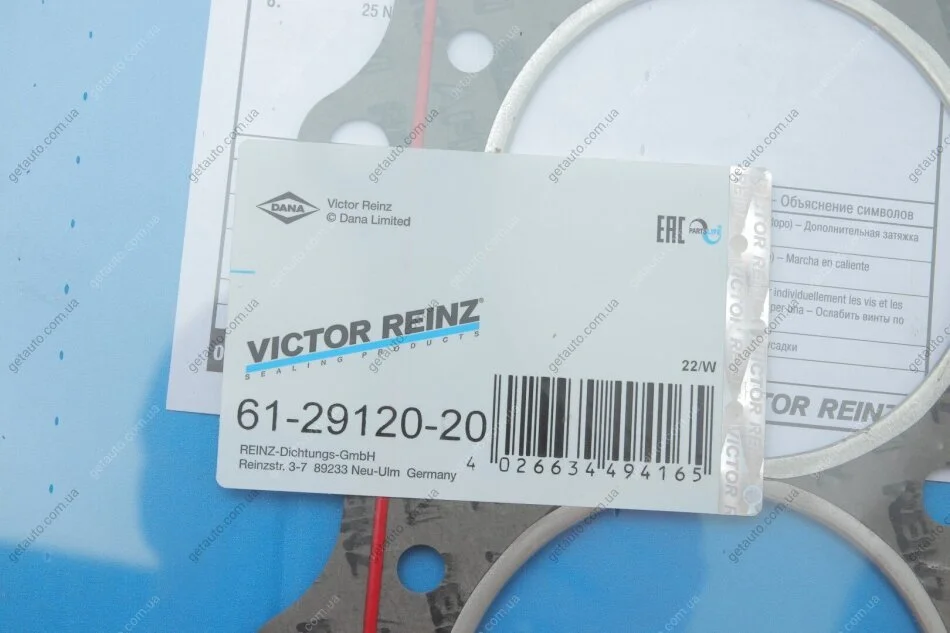 25 N
DANA
Victor Reinz
© Dana Limited
EAC
PARTS LIFE
VICTOR REINZ®
SEALING PRODUCTS
22/W
61-29120-20
REINZ-Dichtungs-GmbH
Reinzstr. 3-7 89233 Neu-Ulm Germany
4 026634 494165
- Объяснение символов
– Дополнительная затяжка
– Marcha en caliente
individuellement les vis et les
– Ослабить винты по
VICTOR REINZ
getauto.com.ua